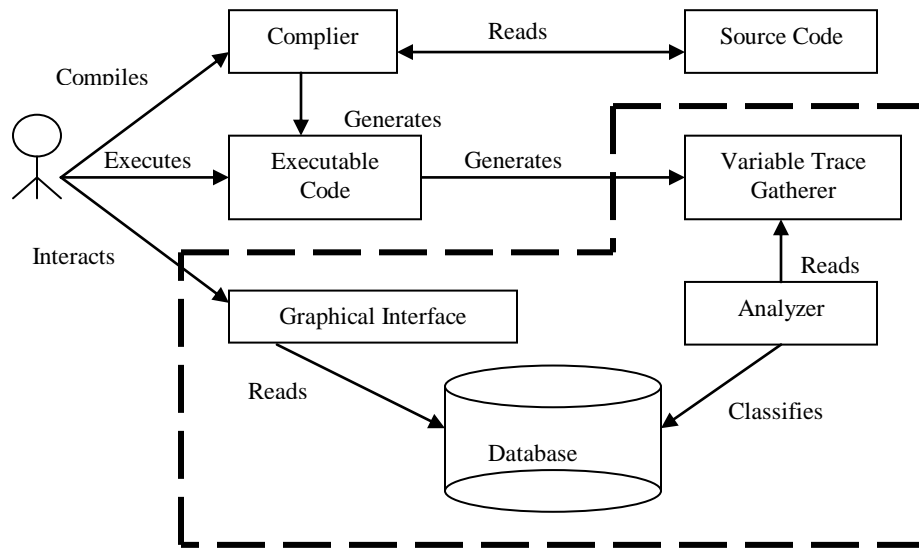 Complier
Reads
Source Code
Compiles
Generates
Executes
Executable
Code
Generates
Variable Trace
Gatherer
Interacts
Reads
Graphical Interface
Analyzer
Reads
Classifies
Database